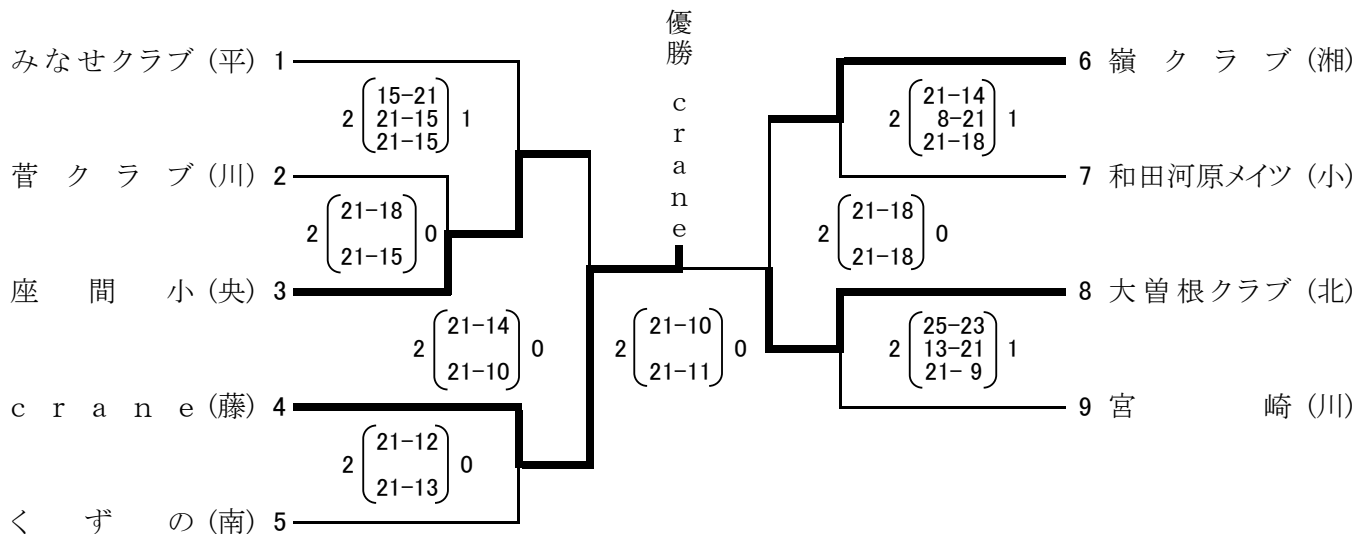 優勝 crane
みなせクラブ (平) 1
2 15-21 1
21-15
21-15
菅クラブ (川) 2
2 21-18 0
21-15
座間小 (央) 3
2 21-14 0
21-10
crane (藤) 4
2 21-12 0
21-13
くずの (南) 5
2 21-10 0
21-11
6 嶺クラブ (湘)
2 21-14 1
8-21
21-18
7 和田河原メイツ (小)
2 21-18 0
21-18
8 大曽根クラブ (北)
2 25-23 1
13-21
21- 9
9 宮崎 (川)